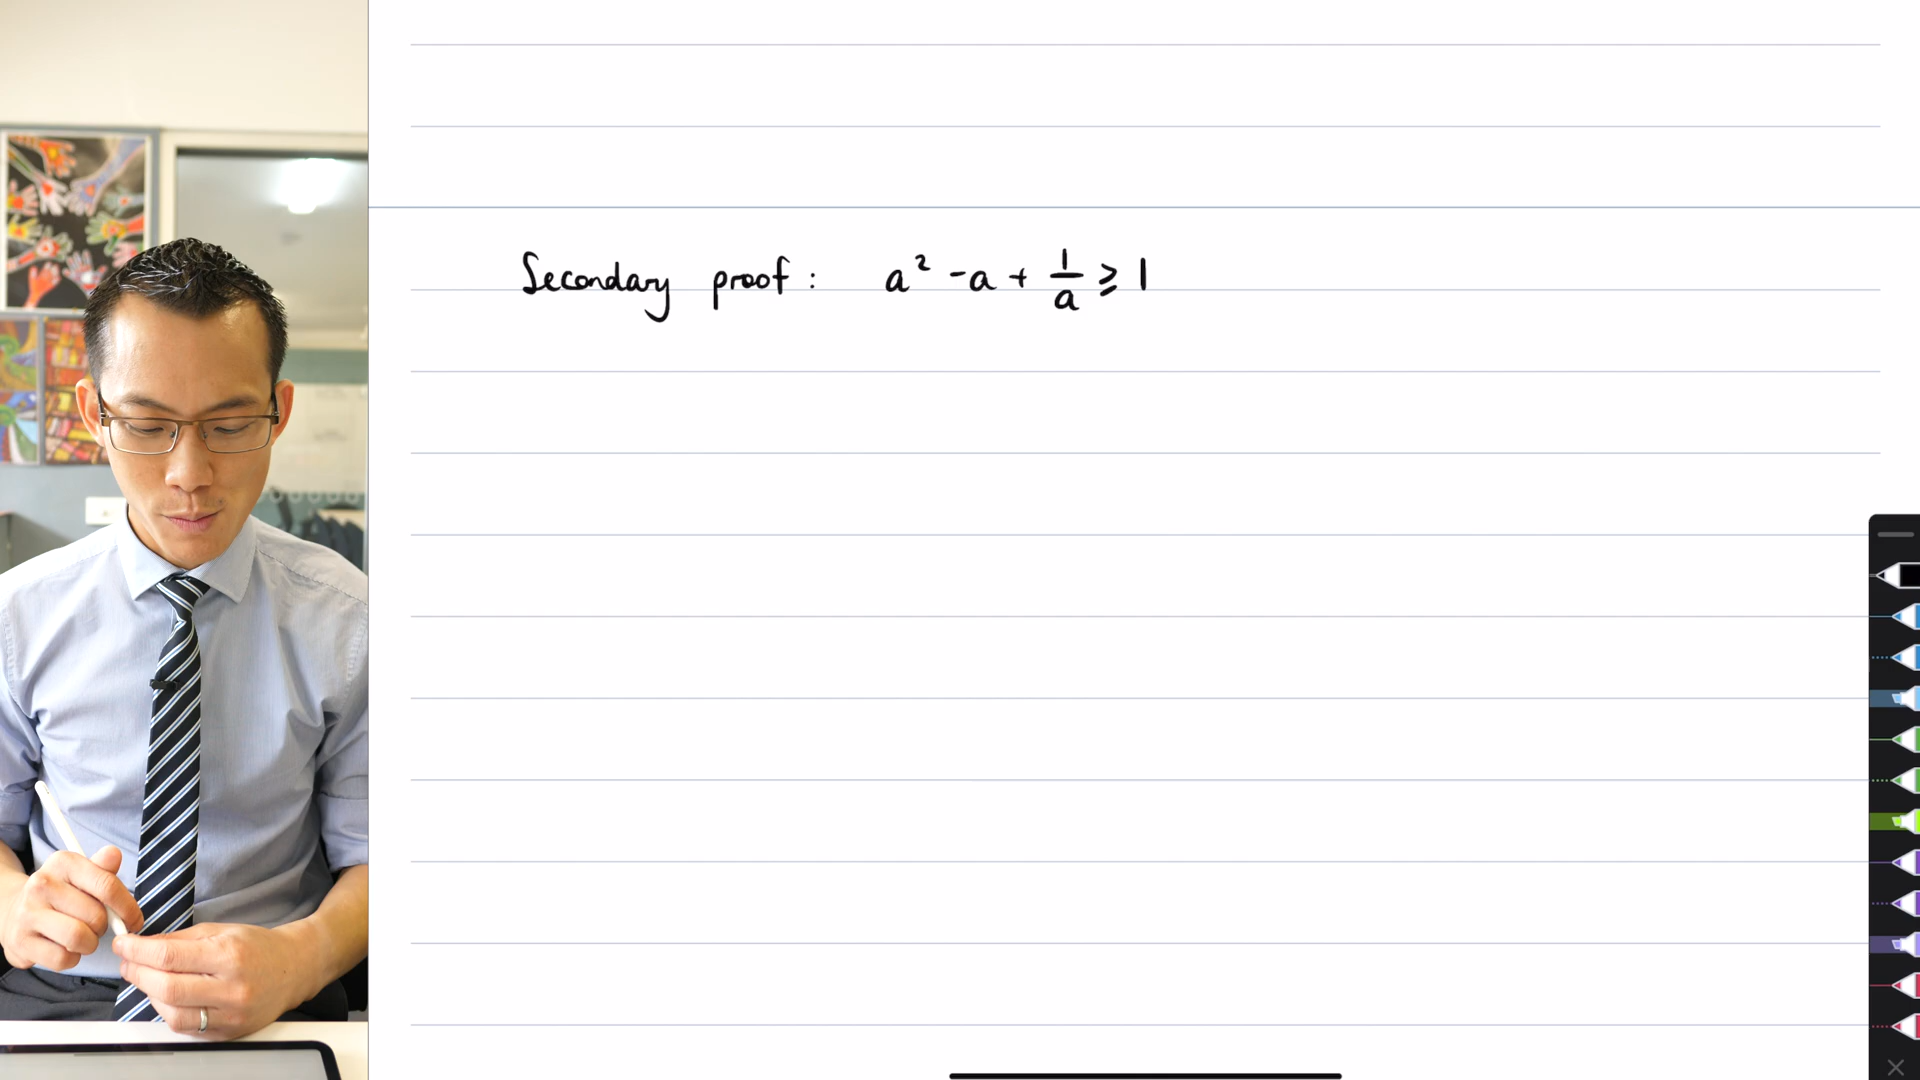 Secondary proof : a² - a + 1/a ⩾ 1